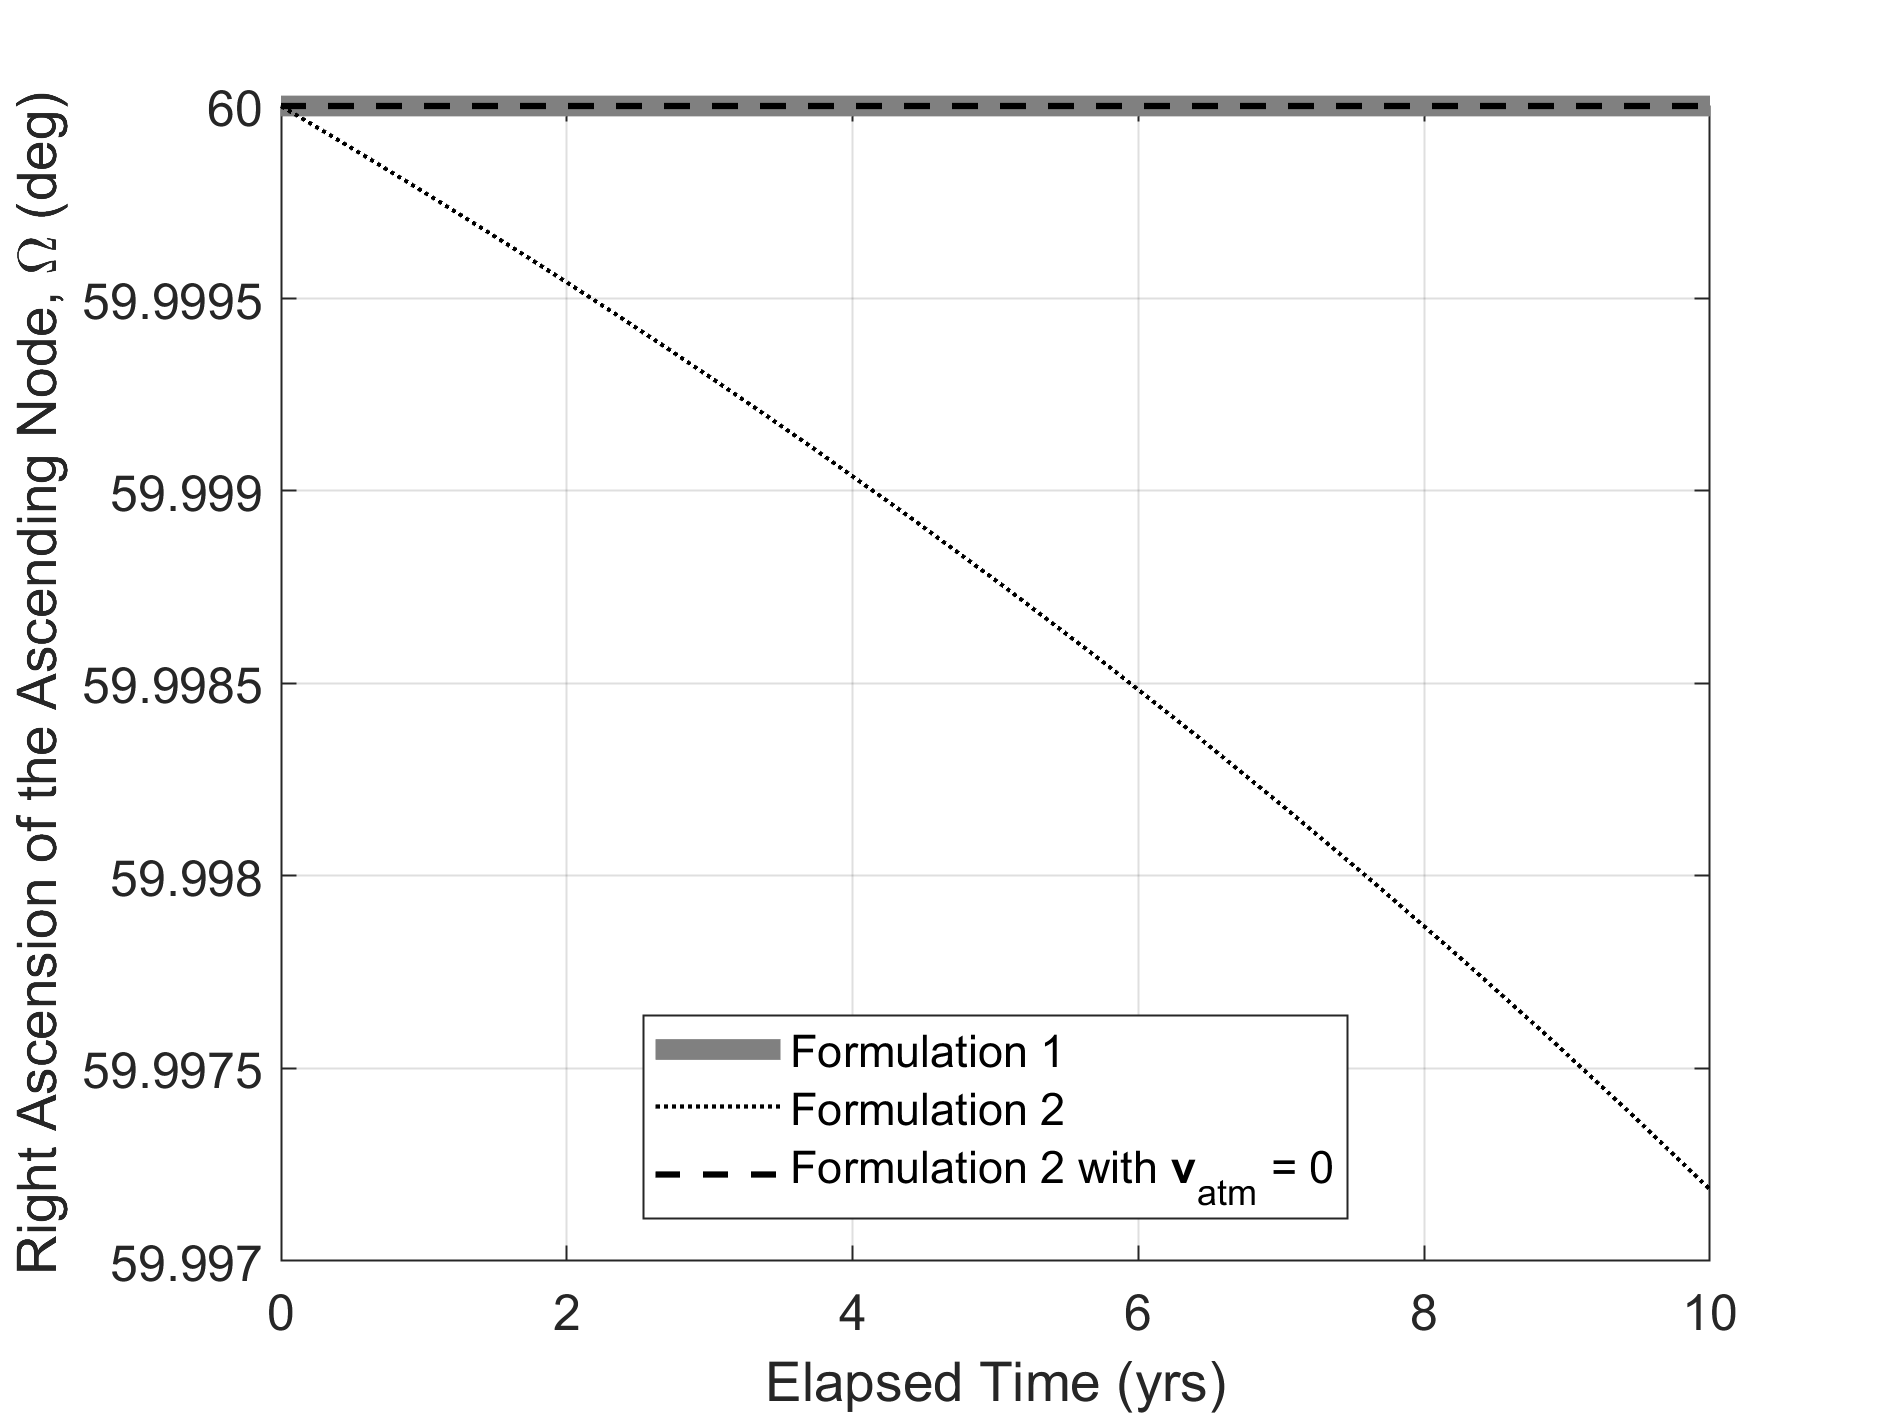 Right Ascension of the Ascending Node, Ω (deg)
60
59.9995
59.999
59.9985
59.998
59.9975
59.997
0 2 4 6 8 10
Elapsed Time (yrs)
Formulation 1
Formulation 2
Formulation 2 with v_atm = 0